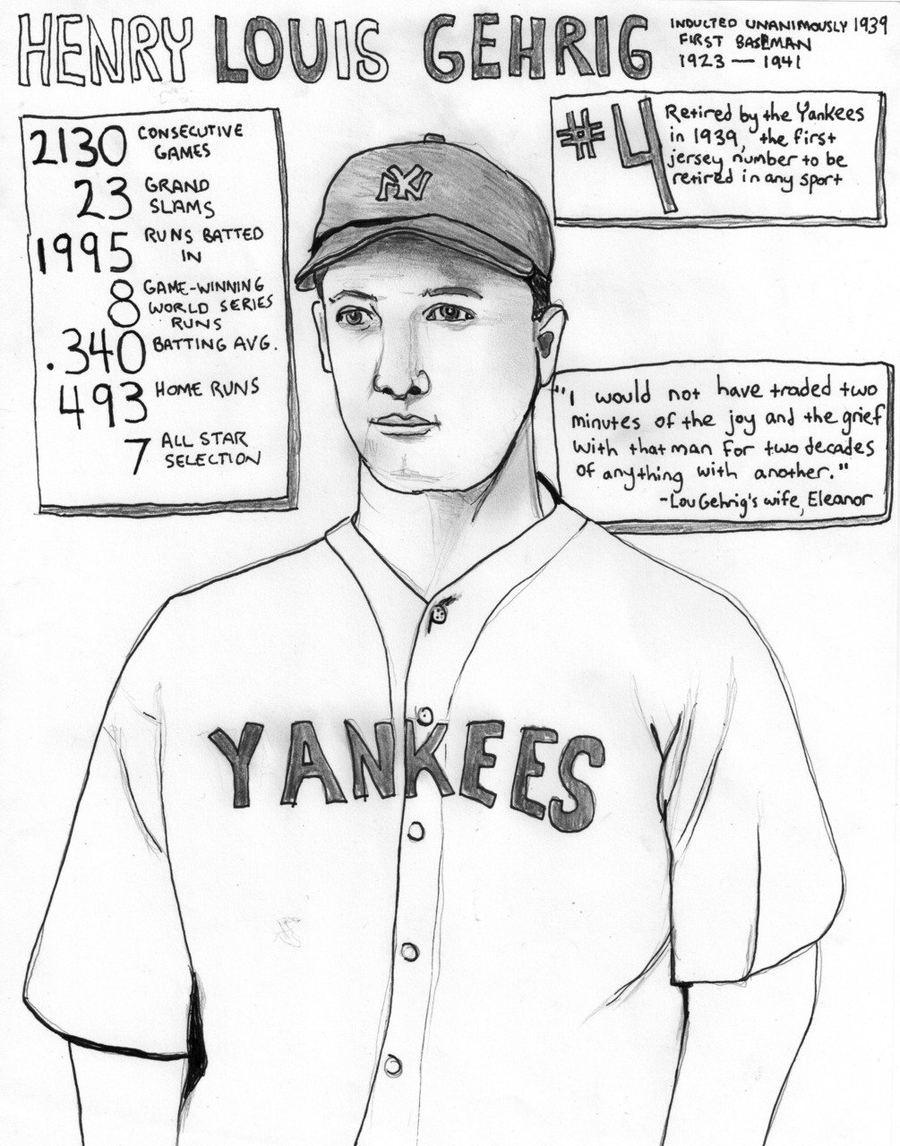 HENRY LOUIS GEHRIG
INDUCTED UNANIMOUSLY 1939
FIRST BASEMAN
1923 — 1941
2130 CONSECUTIVE
GAMES
23 GRAND
SLAMS
1995 RUNS BATTED
IN
8 GAME-WINNING
WORLD SERIES
RUNS
.340 BATTING AVG.
493 HOME RUNS
7 ALL STAR
SELECTION
#4 Retired by the Yankees
in 1939, the first
jersey number to be
retired in any sport
NY
"I would not have traded two
minutes of the joy and the grief
with that man for two decades
of anything with another."
-Lou Gehrig's wife, Eleanor
YANKEES